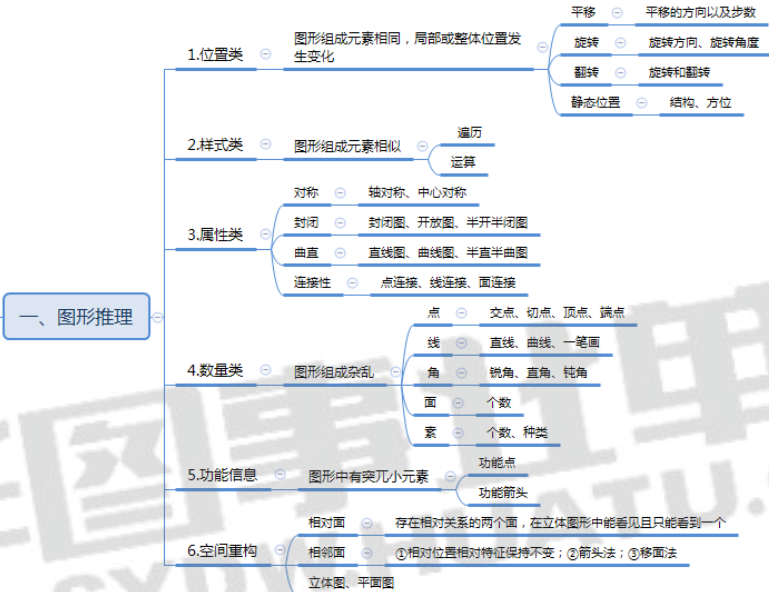 一、图形推理
1.位置类
图形组成元素相同，局部或整体位置发
生变化
平移
平移的方向以及步数
旋转
旋转方向、旋转角度
翻转
旋转和翻转
静态位置
结构、方位
2.样式类
图形组成元素相似
遍历
运算
3.属性类
对称
轴对称、中心对称
封闭
封闭图、开放图、半开半闭图
曲直
直线图、曲线图、半直半曲图
连接性
点连接、线连接、面连接
4.数量类
图形组成杂乱
点
交点、切点、顶点、端点
线
直线、曲线、一笔画
角
锐角、直角、钝角
面
个数
素
个数、种类
5.功能信息
图形中有突兀小元素
功能点
功能箭头
6.空间重构
相对面
存在相对关系的两个面，在立体图形中能看见且只能看到一个
相邻面
①相对位置相对特征保持不变；②箭头法；③移面法
立体图、平面图
图事业单
SYDW.HUATU.C